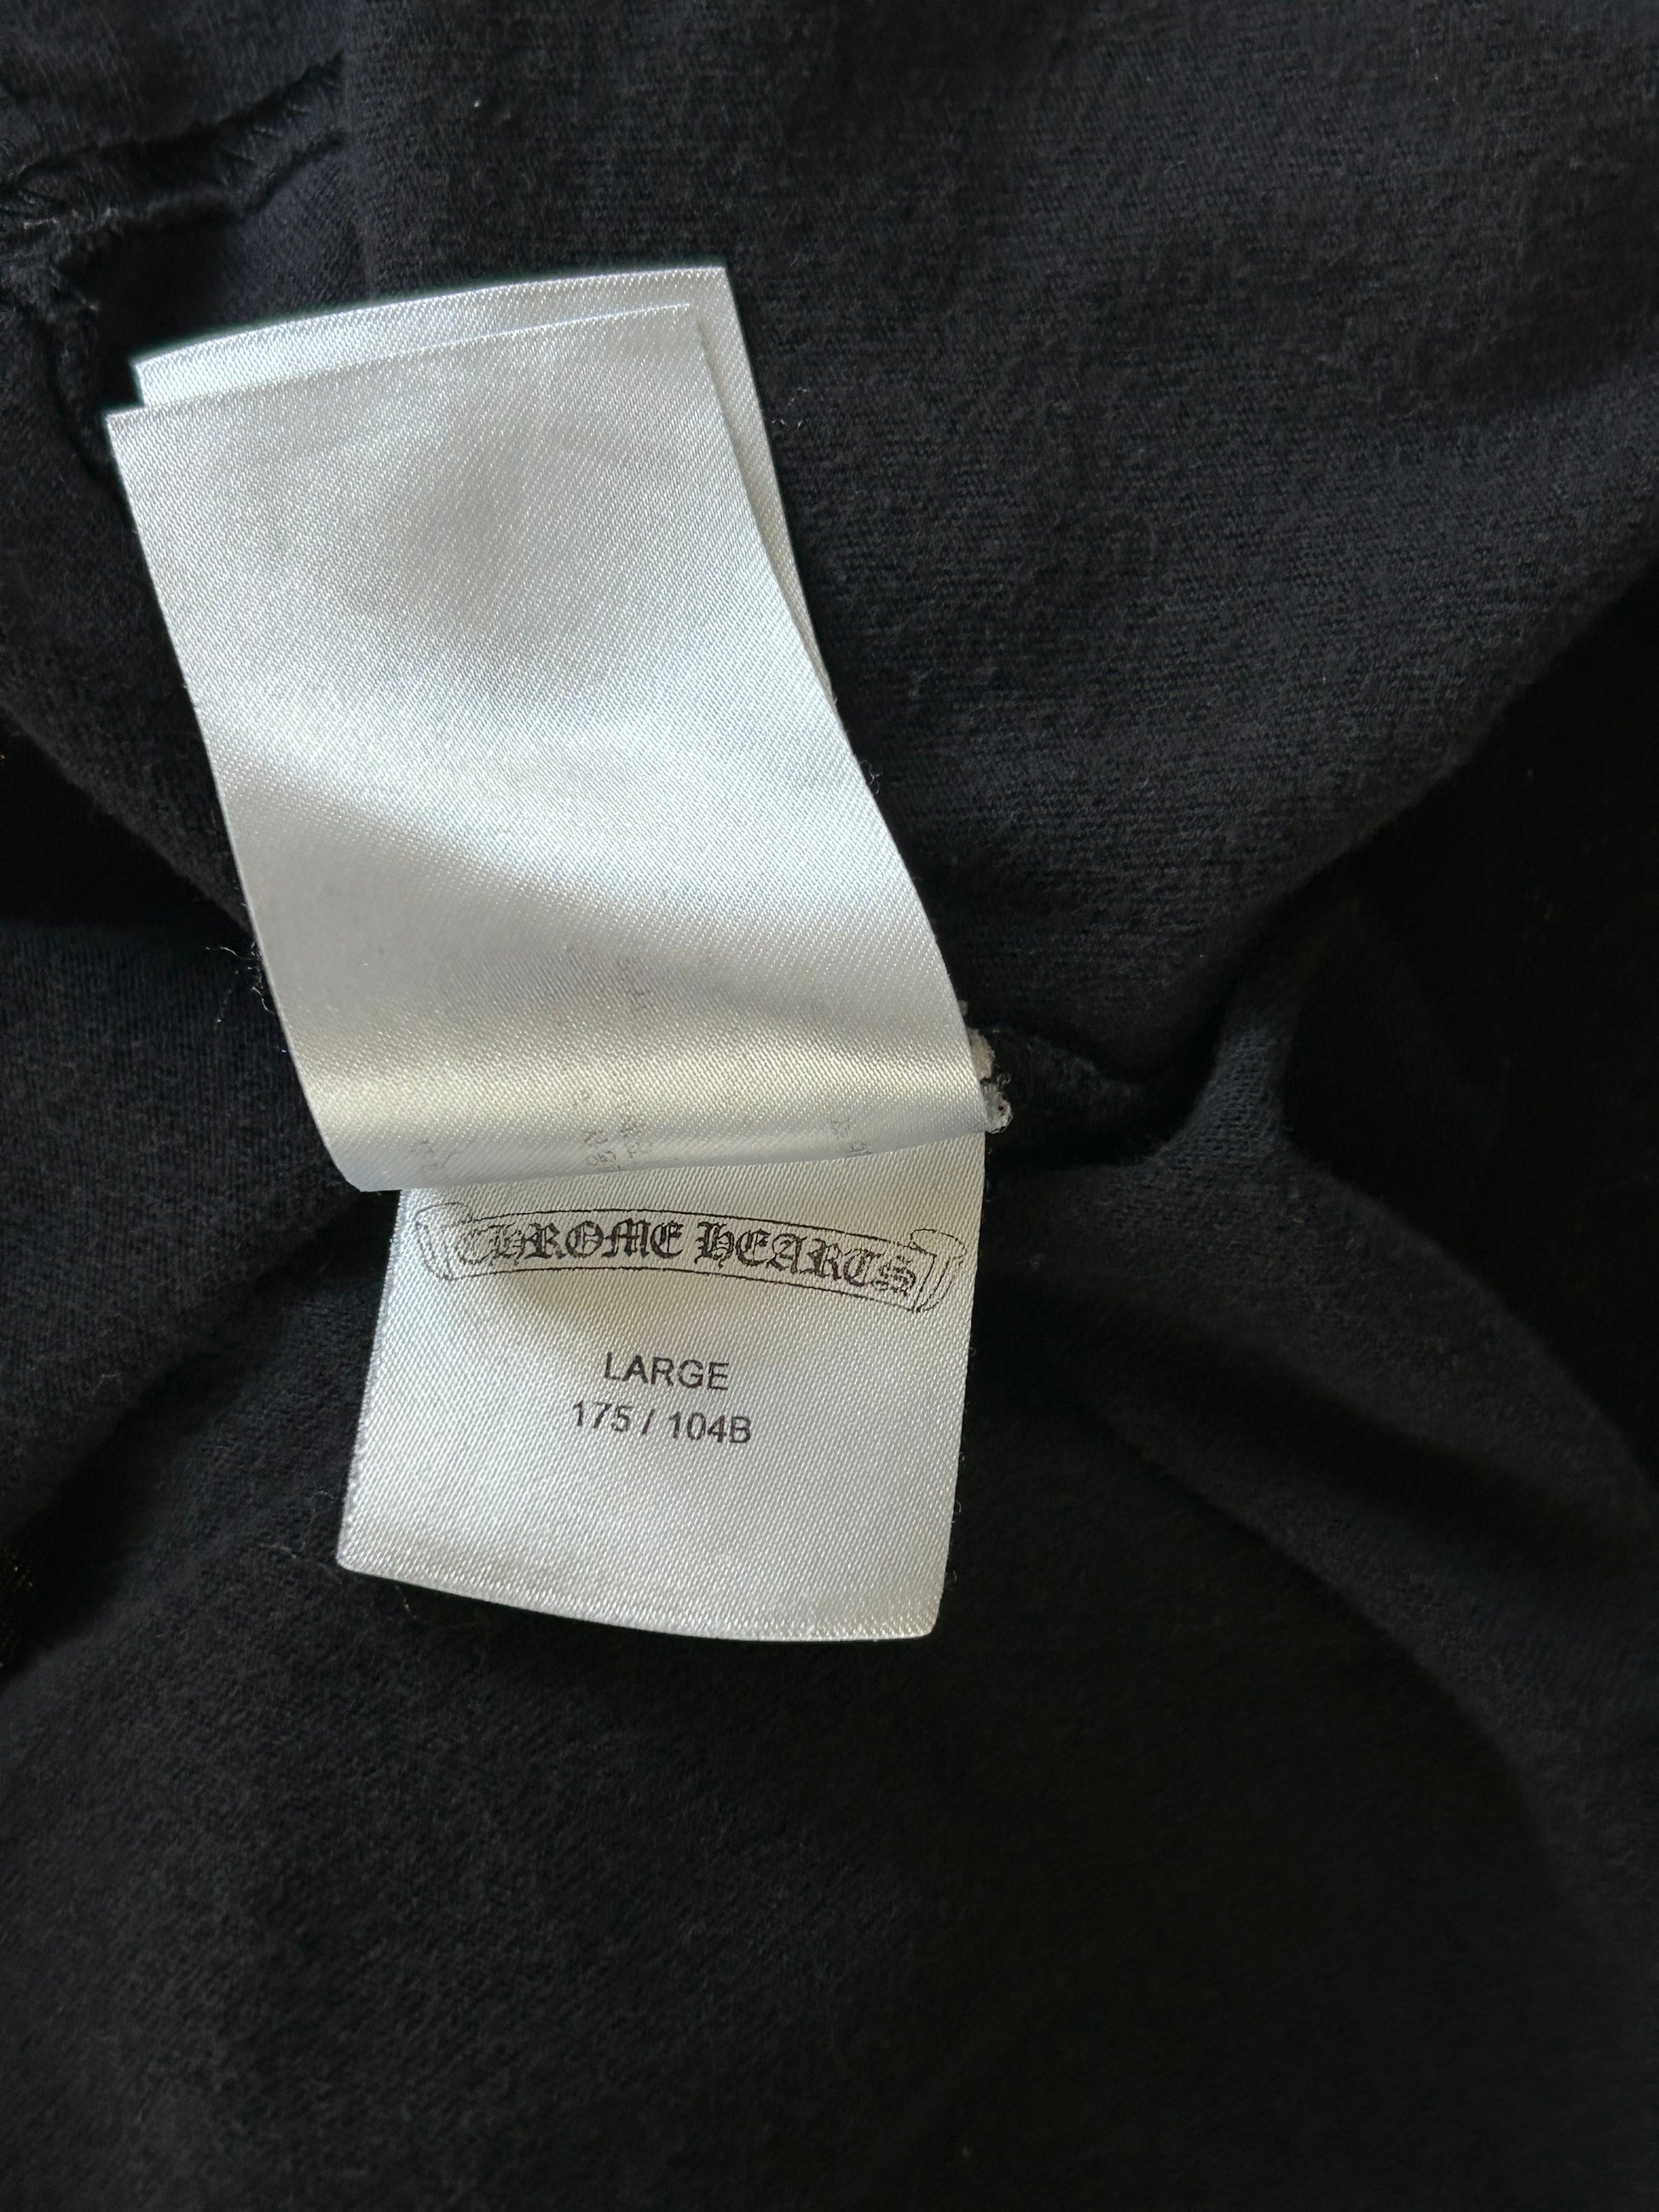 CHROME HEARTS
LARGE
175 / 104B